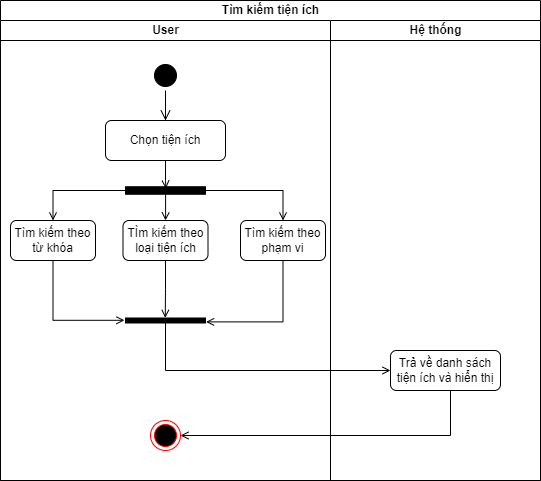 Tìm kiếm tiện ích
User
Hệ thống
Chọn tiện ích
Tìm kiếm theo
từ khóa
Tìm kiếm theo
loại tiện ích
Tìm kiếm theo
phạm vi
Trả về danh sách
tiện ích và hiển thị